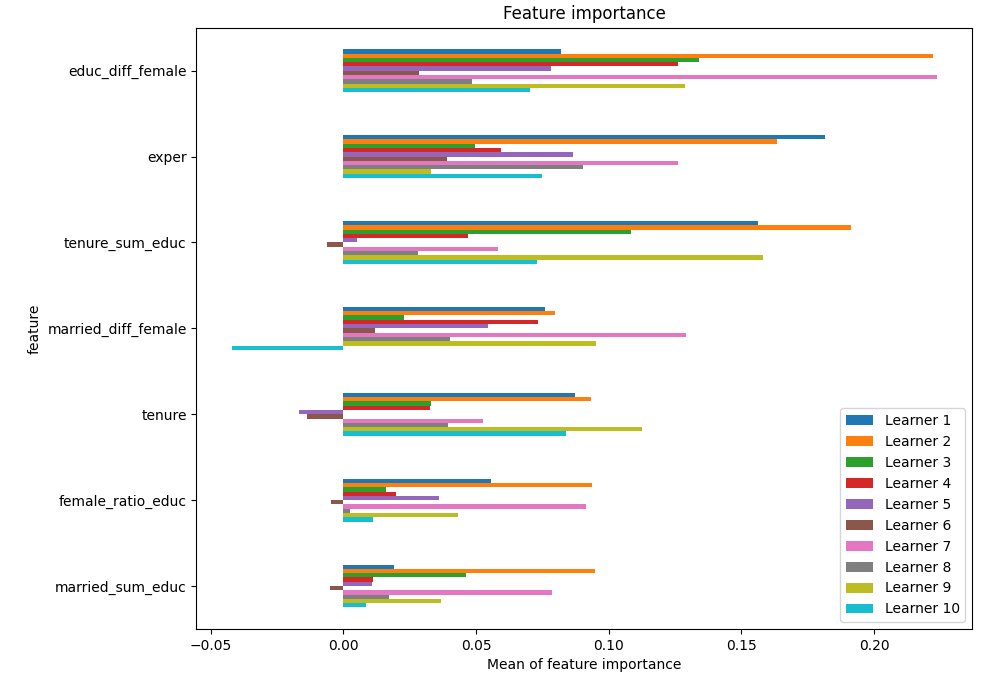 Feature importance
educ_diff_female
exper
tenure_sum_educ
married_diff_female
tenure
female_ratio_educ
married_sum_educ
feature
Learner 1
Learner 2
Learner 3
Learner 4
Learner 5
Learner 6
Learner 7
Learner 8
Learner 9
Learner 10
−0.05 0.00 0.05 0.10 0.15 0.20
Mean of feature importance